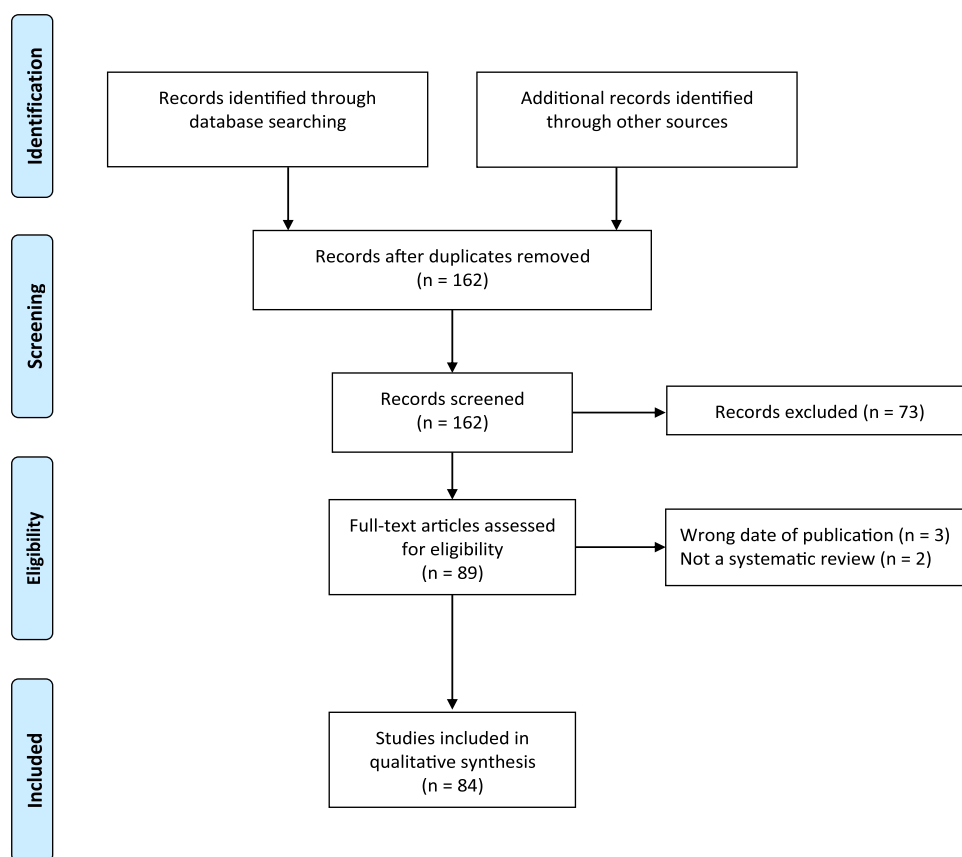 Identification
Records identified through
database searching
Additional records identified
through other sources
Screening
Records after duplicates removed
(n = 162)
Records screened
(n = 162)
Records excluded (n = 73)
Eligibility
Full-text articles assessed
for eligibility
(n = 89)
Wrong date of publication (n = 3)
Not a systematic review (n = 2)
Included
Studies included in
qualitative synthesis
(n = 84)